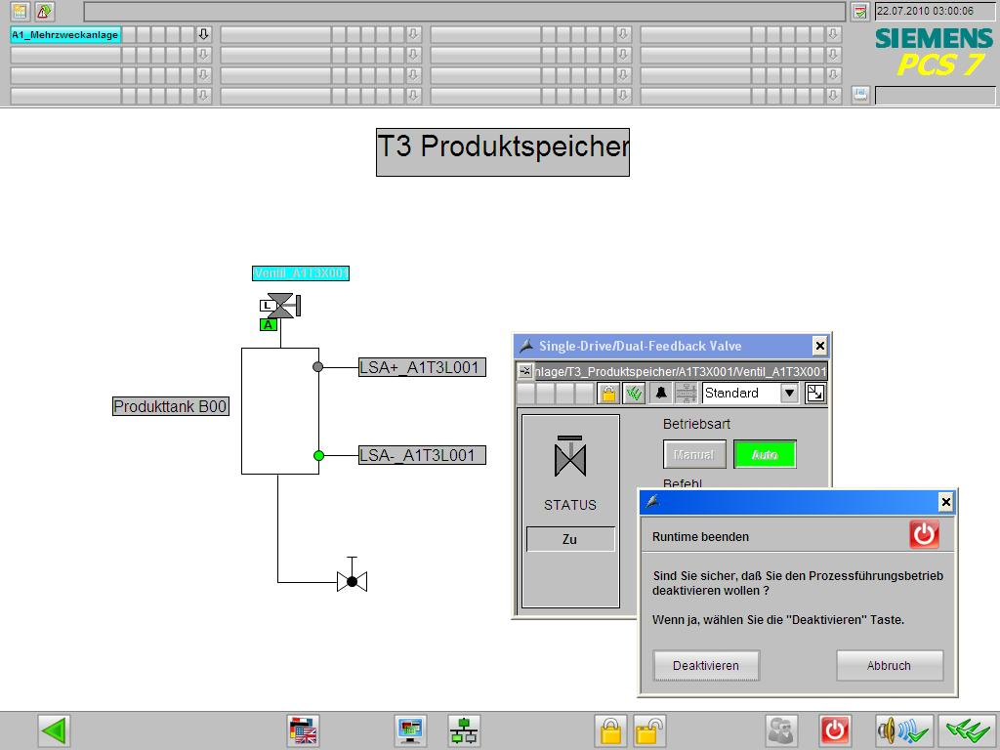 22.07.2010 03:00:06
A1_Mehrzweckanlage
SIEMENS
PCS 7
T3 Produktspeicher
Ventil_A1T3X001
L
A
LSA+_A1T3L001
Produkttank B00
LSA-_A1T3L001
Single-Drive/Dual-Feedback Valve
nlage/T3_Produktspeicher/A1T3X001/Ventil_A1T3X001
Standard
Betriebsart
Manual
Auto
Befehl
STATUS
Zu
Runtime beenden
Sind Sie sicher, daß Sie den Prozessführungsbetrieb
deaktivieren wollen ?
Wenn ja, wählen Sie die "Deaktivieren" Taste.
Deaktivieren
Abbruch